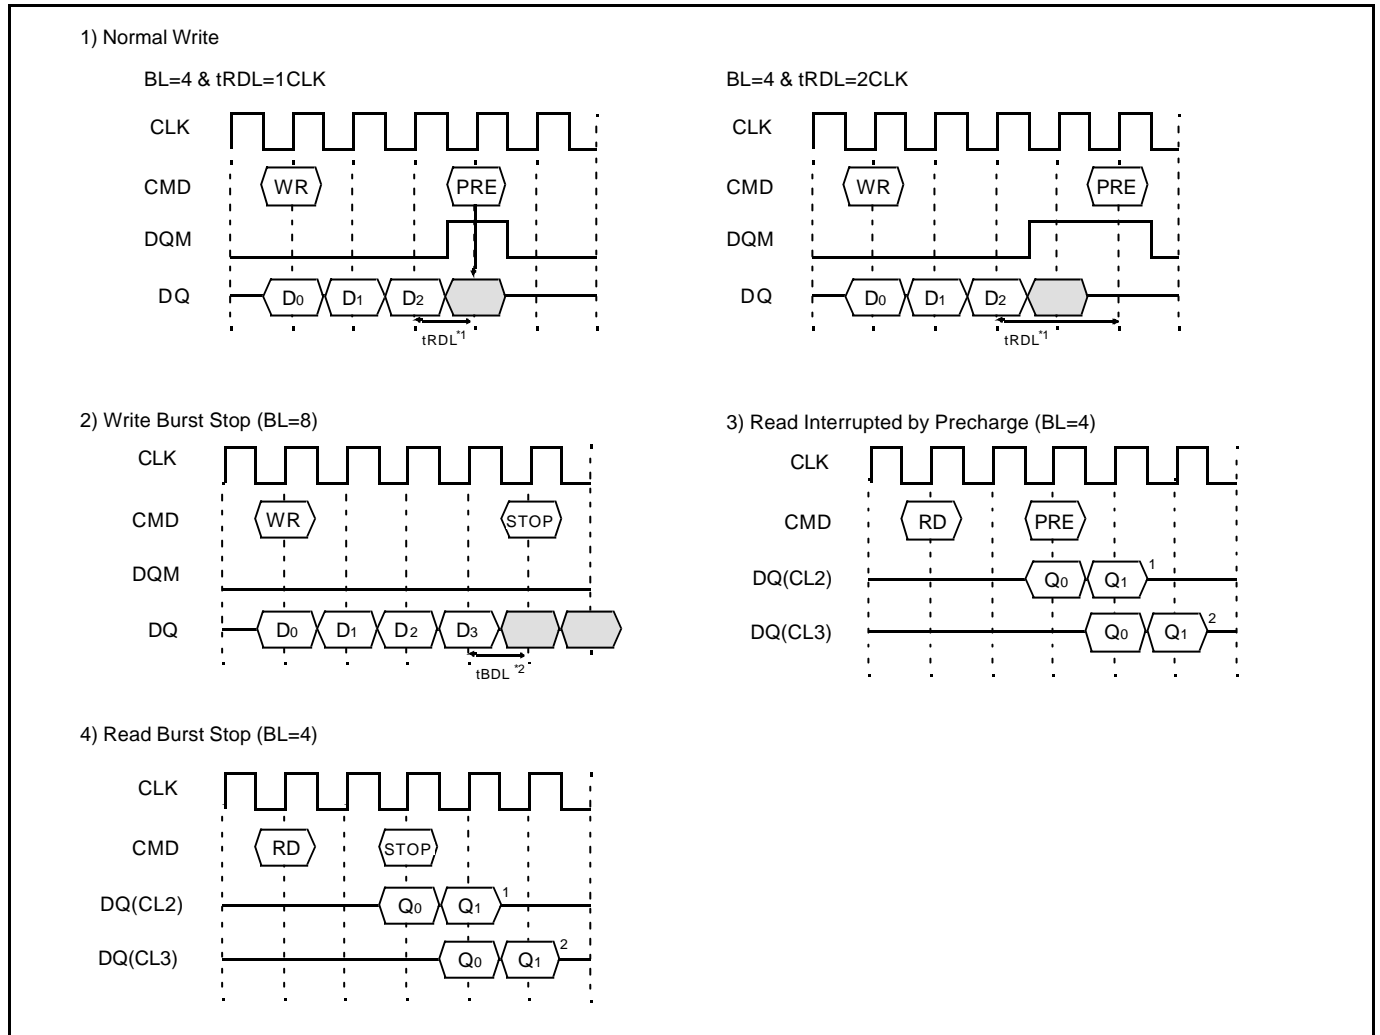 1) Normal Write
BL=4 & tRDL=1CLK
CLK
CMD WR PRE
DQM
DQ D0 D1 D2
tRDL*1
BL=4 & tRDL=2CLK
CLK
CMD WR PRE
DQM
DQ D0 D1 D2
tRDL*1
2) Write Burst Stop (BL=8)
CLK
CMD WR STOP
DQM
DQ D0 D1 D2 D3
tBDL *2
3) Read Interrupted by Precharge (BL=4)
CLK
CMD RD PRE
DQ(CL2) Q0 Q1 1
DQ(CL3) Q0 Q1 2
4) Read Burst Stop (BL=4)
CLK
CMD RD STOP
DQ(CL2) Q0 Q1 1
DQ(CL3) Q0 Q1 2